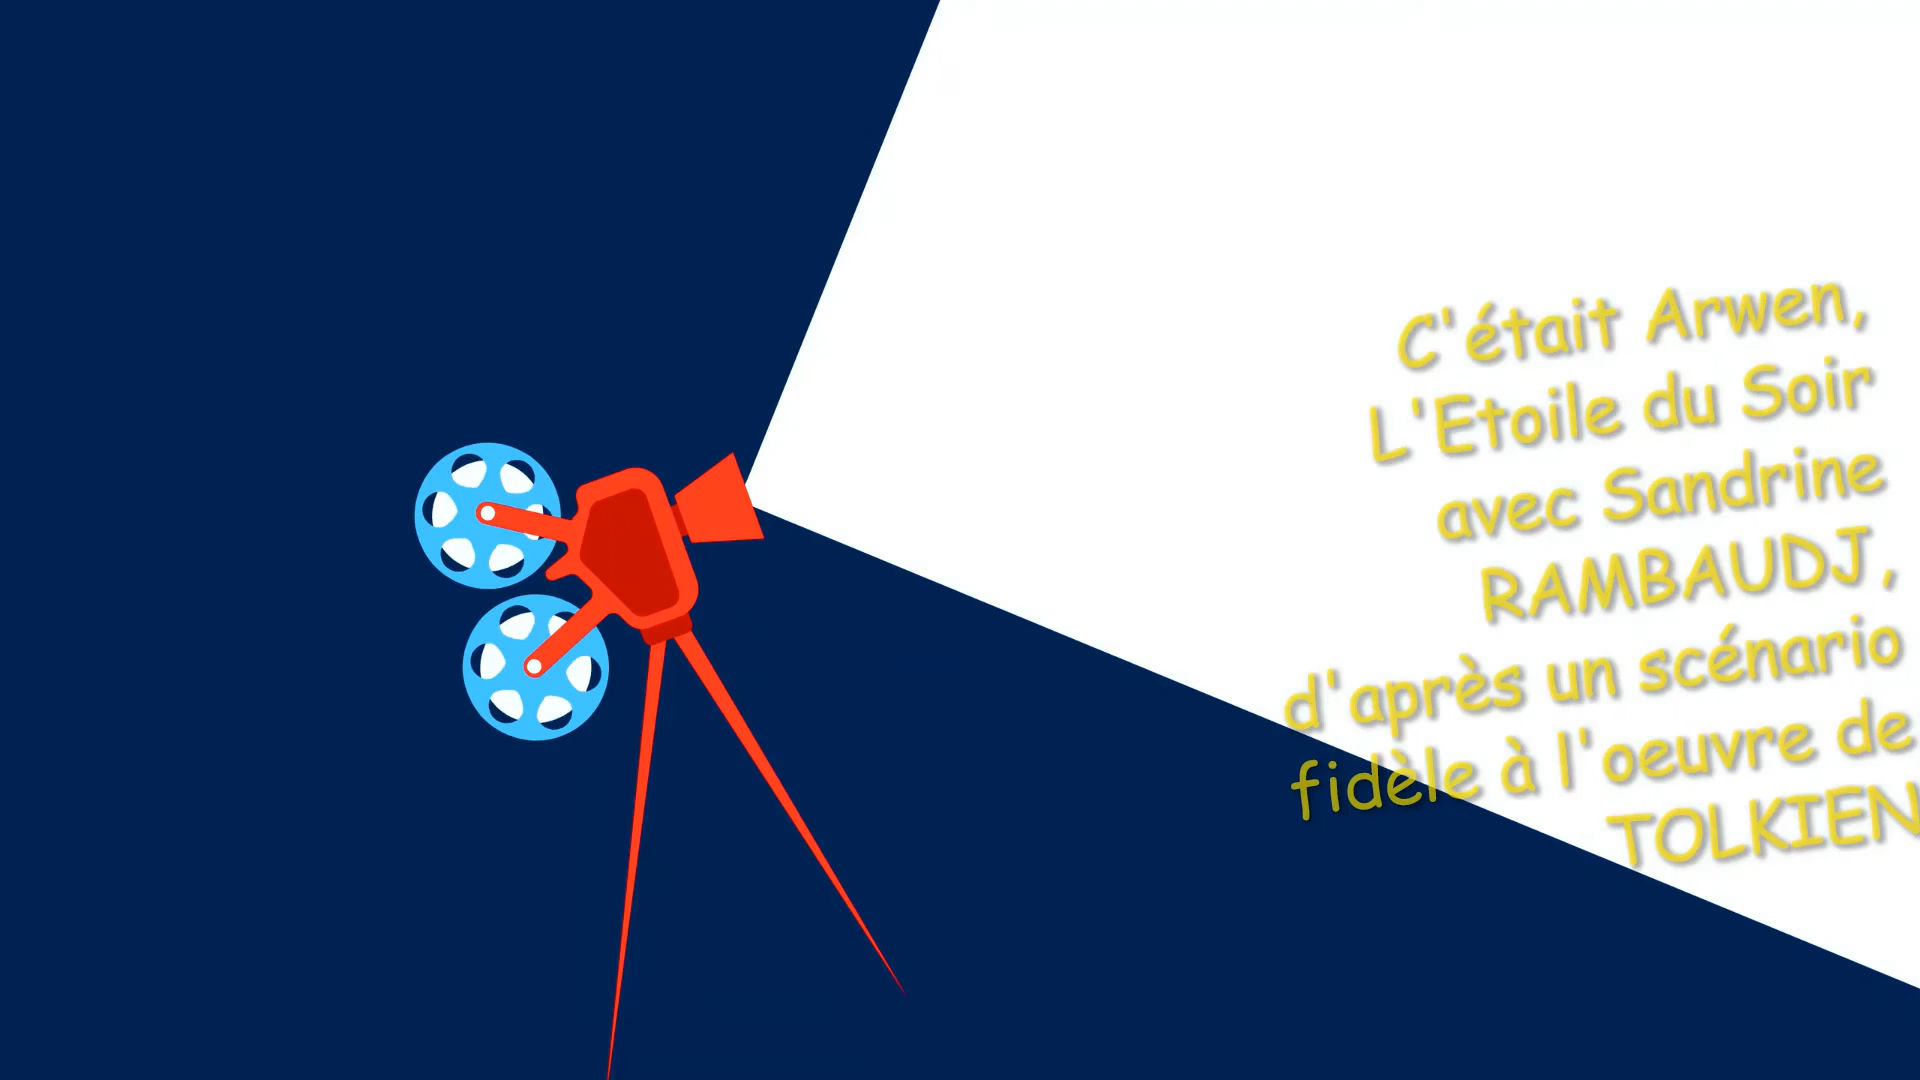 C'était Arwen,
L'Etoile du Soir
avec Sandrine
RAMBAUDJ,
d'après un scénario
fidèle à l'oeuvre de
TOLKIEN